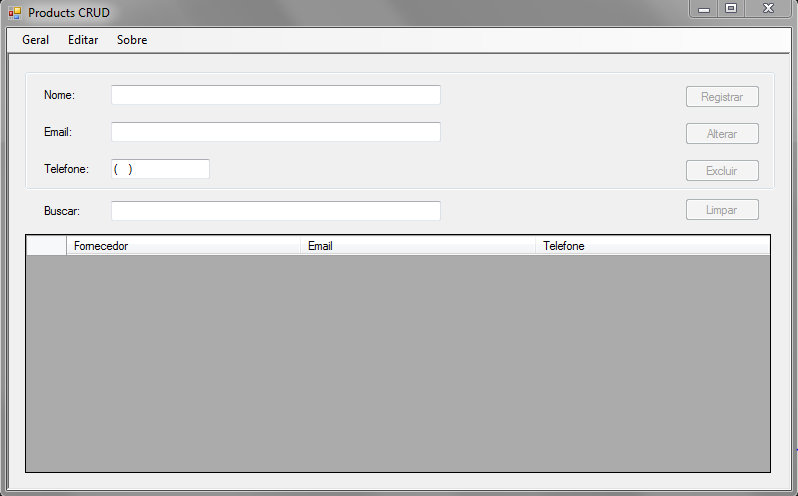 Products CRUD
Geral Editar Sobre
Nome: Registrar
Email: Alterar
Telefone: ( ) Excluir
Buscar: Limpar
Fornecedor Email Telefone